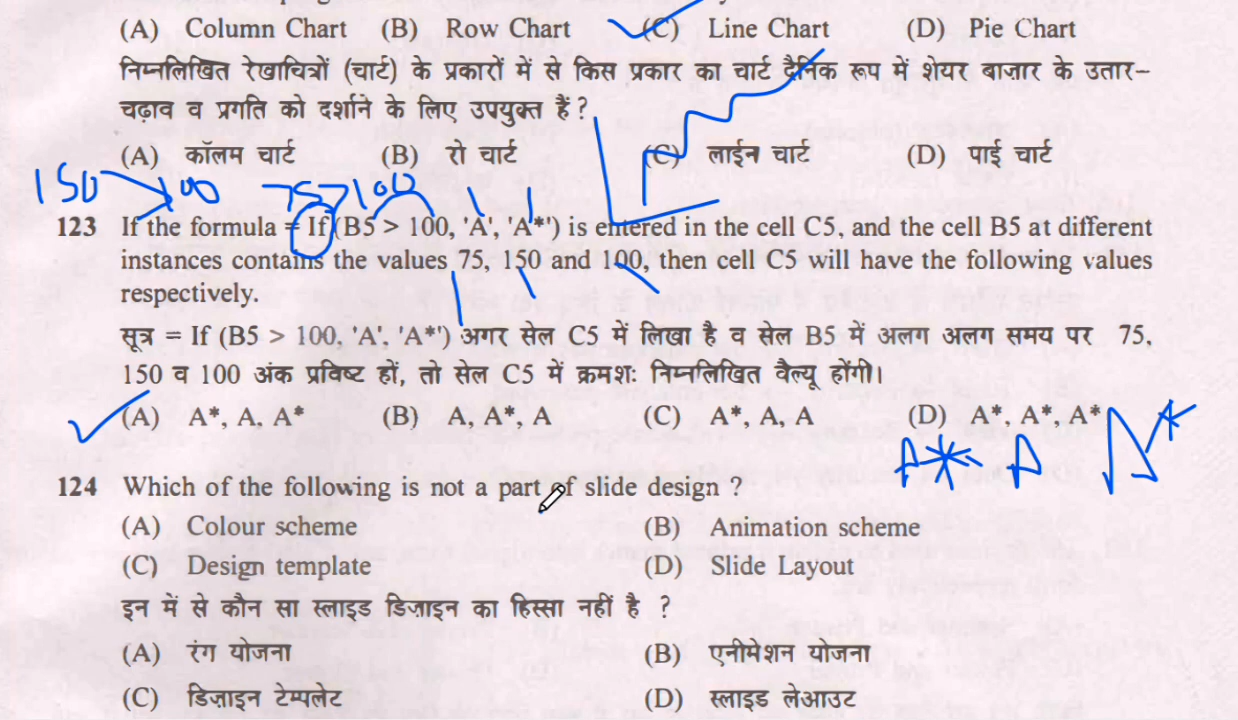 (A) Column Chart (B) Row Chart (C) Line Chart (D) Pie Chart
निम्नलिखित रेखाचित्रों (चार्ट) के प्रकारों में से किस प्रकार का चार्ट दैनिक रूप में शेयर बाजार के उतार-
चढ़ाव व प्रगति को दर्शाने के लिए उपयुक्त हैं ?
(A) कॉलम चार्ट (B) रो चार्ट (C) लाईन चार्ट (D) पाई चार्ट
150 100 75>100
123 If the formula = If (B5 > 100, 'A', 'A*') is entered in the cell C5, and the cell B5 at different
instances contains the values 75, 150 and 100, then cell C5 will have the following values
respectively.
सूत्र = If (B5 > 100, 'A', 'A*') अगर सेल C5 में लिखा है व सेल B5 में अलग अलग समय पर 75,
150 व 100 अंक प्रविष्ट हों, तो सेल C5 में क्रमशः निम्नलिखित वैल्यू होंगी।
(A) A*, A, A* (B) A, A*, A (C) A*, A, A (D) A*, A*, A*
A* A A*
124 Which of the following is not a part of slide design ?
(A) Colour scheme (B) Animation scheme
(C) Design template (D) Slide Layout
इन में से कौन सा स्लाइड डिज़ाइन का हिस्सा नहीं है ?
(A) रंग योजना (B) एनीमेशन योजना
(C) डिज़ाइन टेम्पलेट (D) स्लाइड लेआउट